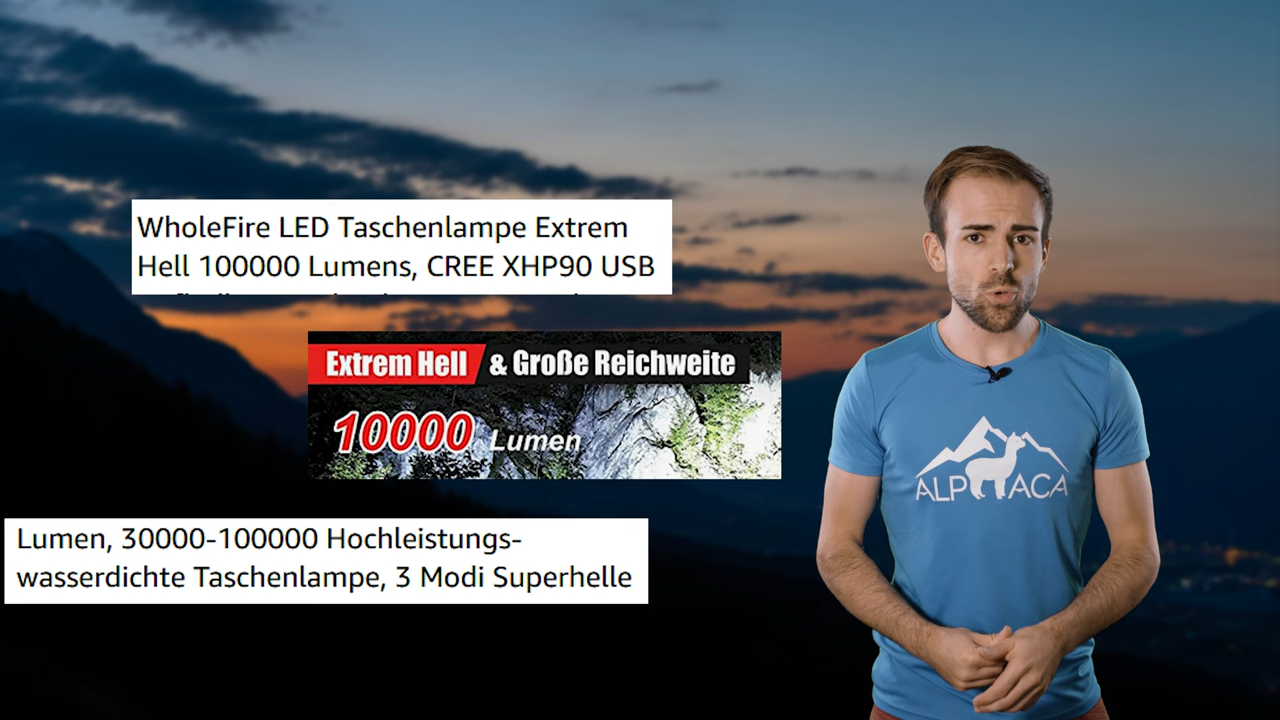 WholeFire LED Taschenlampe Extrem
Hell 100000 Lumens, CREE XHP90 USB
Extrem Hell & Große Reichweite
10000 Lumen
Lumen, 30000-100000 Hochleistungs-
wasserdichte Taschenlampe, 3 Modi Superhelle
ALPACA